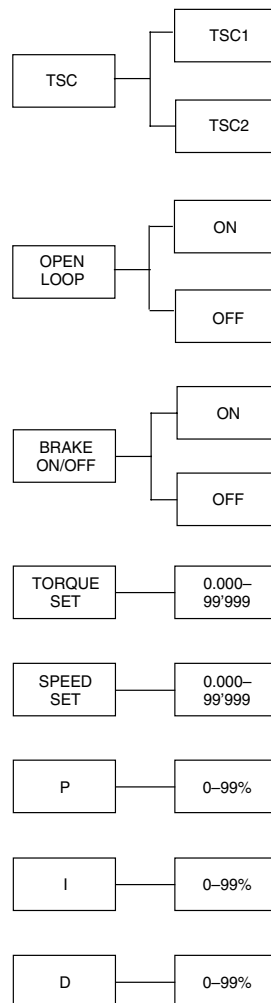 TSC
TSC1
TSC2
OPEN
LOOP
ON
OFF
BRAKE
ON/OFF
ON
OFF
TORQUE
SET
0.000–
99'999
SPEED
SET
0.000–
99'999
P
0–99%
I
0–99%
D
0–99%